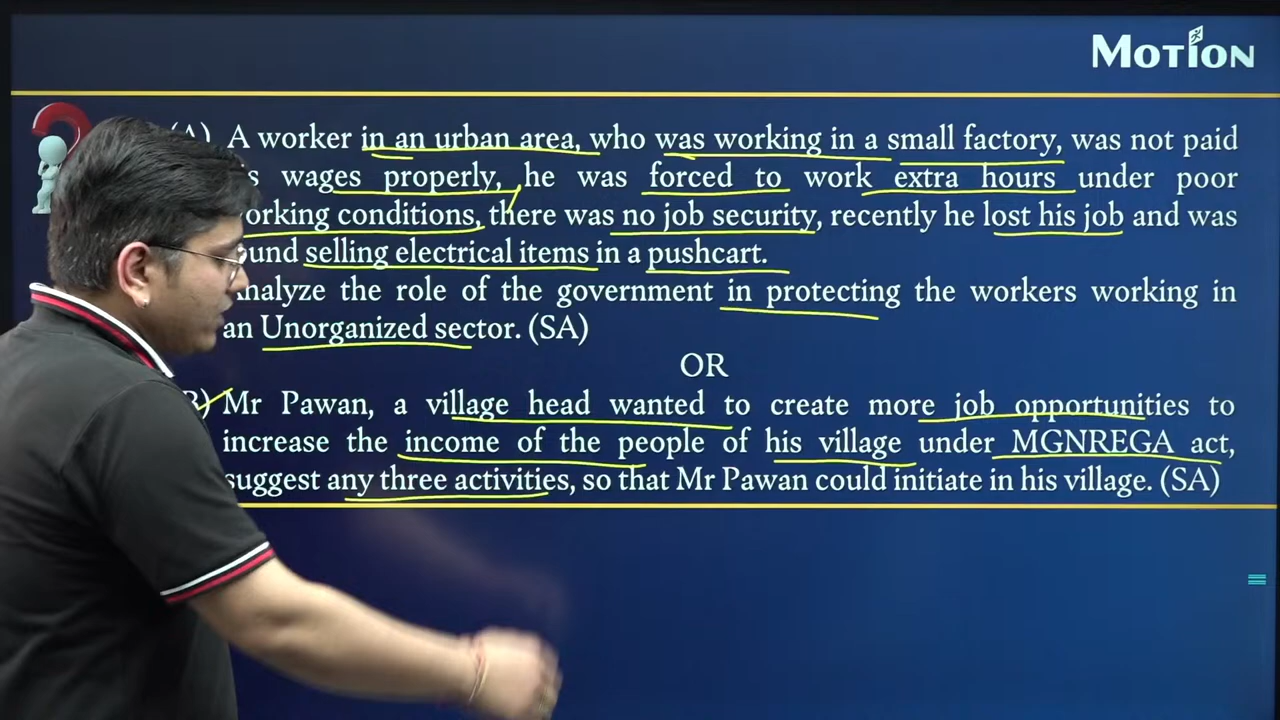 MOTION
(A) A worker in an urban area, who was working in a small factory, was not paid
wages properly, he was forced to work extra hours under poor
working conditions, there was no job security, recently he lost his job and was
found selling electrical items in a pushcart.
Analyze the role of the government in protecting the workers working in
an Unorganized sector. (SA)
OR
B) Mr Pawan, a village head wanted to create more job opportunities to
increase the income of the people of his village under MGNREGA act,
suggest any three activities, so that Mr Pawan could initiate in his village. (SA)